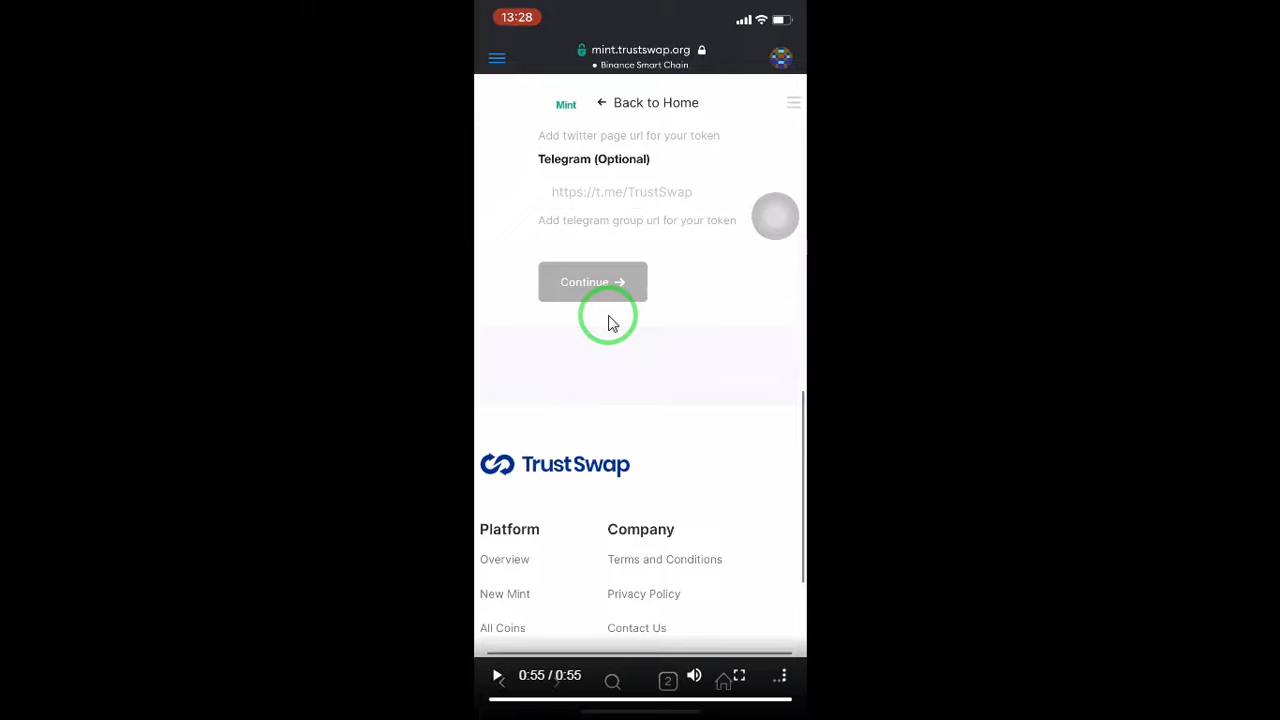 13:28
mint.trustswap.org
Binance Smart Chain
Mint
Back to Home
Add twitter page url for your token
Telegram (Optional)
https://t.me/TrustSwap
Add telegram group url for your token
Continue →
TrustSwap
Platform
Company
Overview
Terms and Conditions
New Mint
Privacy Policy
All Coins
Contact Us
0:55 / 0:55
2